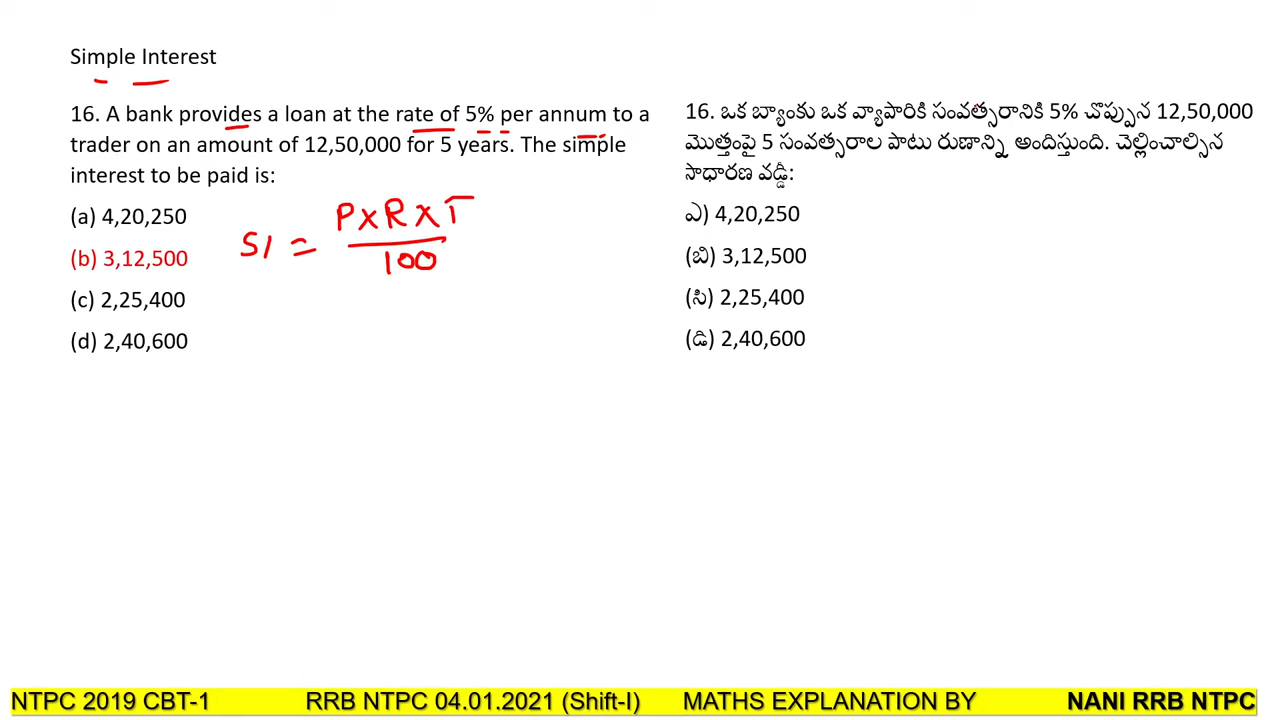 Simple Interest
16. A bank provides a loan at the rate of 5% per annum to a
trader on an amount of 12,50,000 for 5 years. The simple
interest to be paid is:
(a) 4,20,250
(b) 3,12,500
(c) 2,25,400
(d) 2,40,600
SI = P×R×T
100
16. ఒక బ్యాంకు ఒక వ్యాపారికి సంవత్సరానికి 5% చొప్పున 12,50,000
మొత్తంపై 5 సంవత్సరాల పాటు రుణాన్ని అందిస్తుంది. చెల్లించాల్సిన
సాధారణ వడ్డీ:
ఎ) 4,20,250
(బి) 3,12,500
(సి) 2,25,400
(డి) 2,40,600
NTPC 2019 CBT-1 RRB NTPC 04.01.2021 (Shift-I) MATHS EXPLANATION BY NANI RRB NTPC